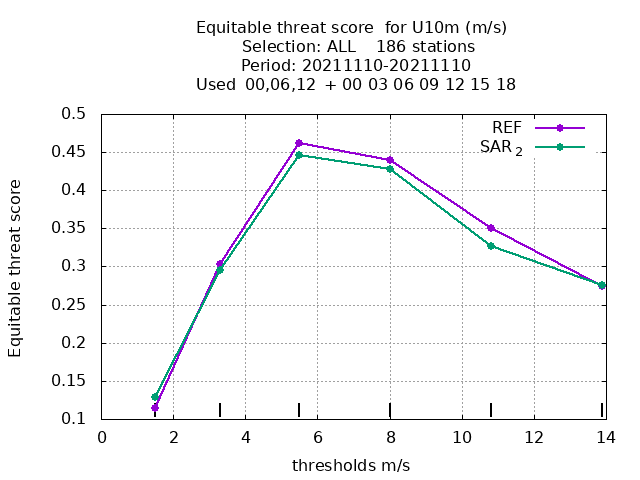 Equitable threat score  for U10m (m/s)
Selection: ALL    186 stations
Period: 20211110-20211110
Used  00,06,12  + 00 03 06 09 12 15 18
REF
SAR 2
0.5
0.45
0.4
0.35
0.3
0.25
0.2
0.15
0.1
Equitable threat score
0 2 4 6 8 10 12 14
thresholds m/s